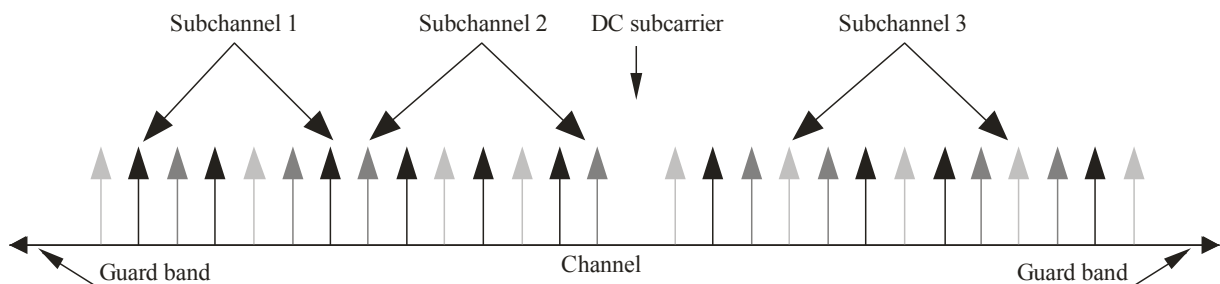 Subchannel 1
Subchannel 2
DC subcarrier
Subchannel 3
Guard band
Channel
Guard band